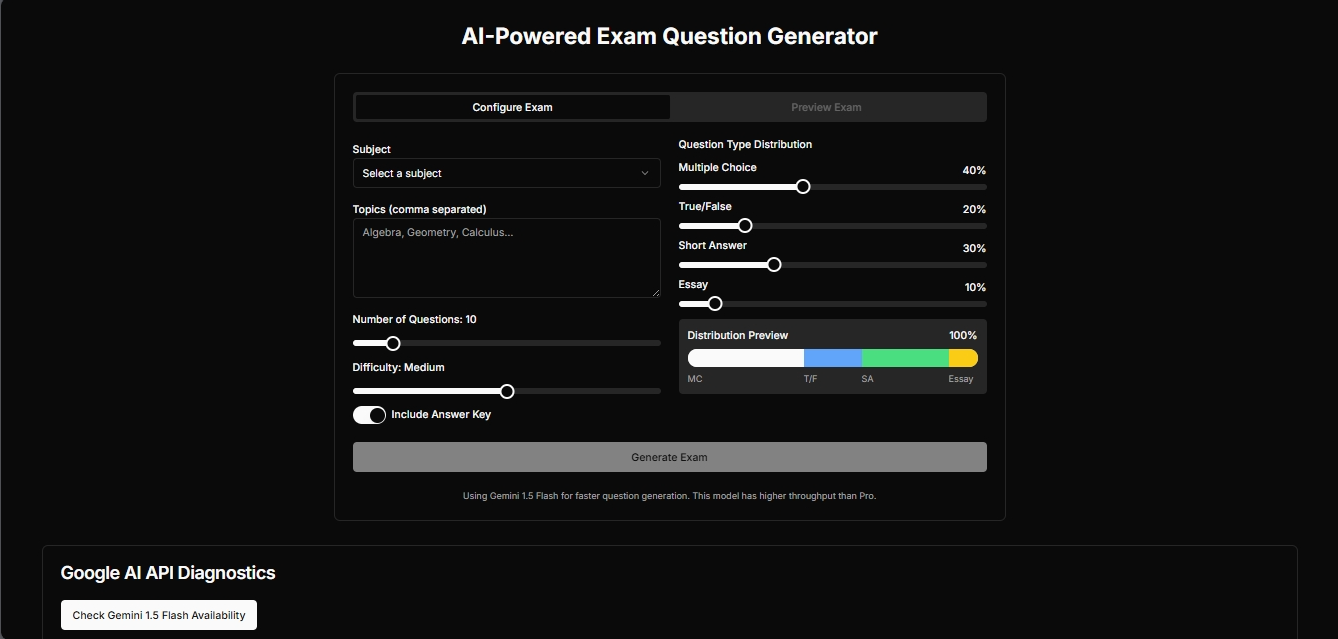 AI-Powered Exam Question Generator
Configure Exam
Preview Exam
Subject
Select a subject
Topics (comma separated)
Algebra, Geometry, Calculus...
Number of Questions: 10
Difficulty: Medium
Include Answer Key
Question Type Distribution
Multiple Choice 40%
True/False 20%
Short Answer 30%
Essay 10%
Distribution Preview 100%
MC T/F SA Essay
Generate Exam
Using Gemini 1.5 Flash for faster question generation. This model has higher throughput than Pro.
Google AI API Diagnostics
Check Gemini 1.5 Flash Availability